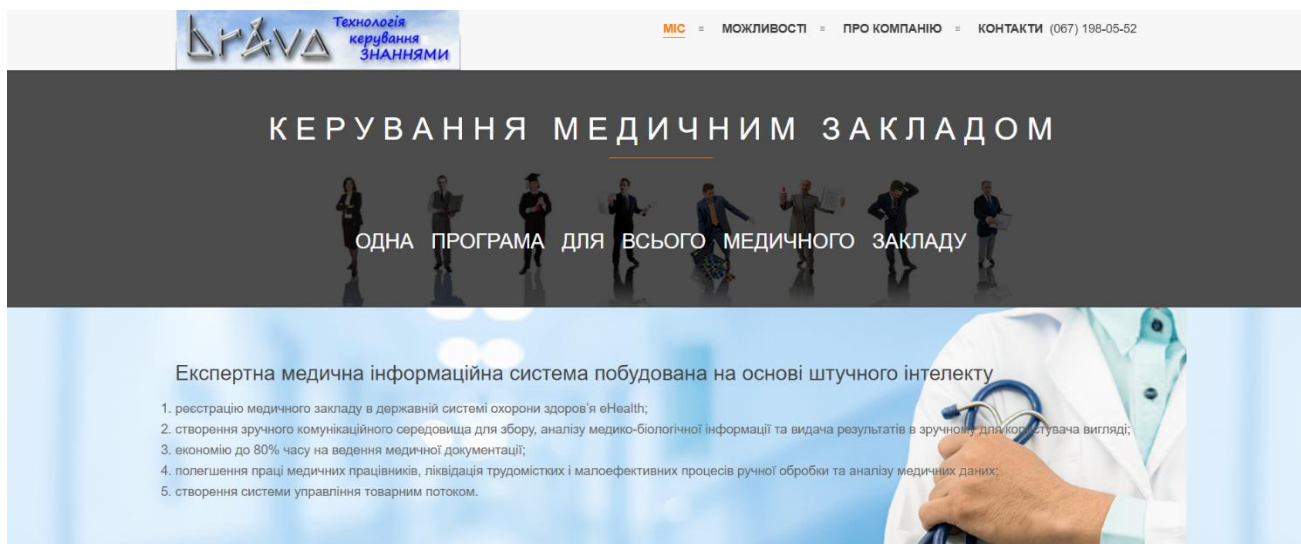 brava
Технологія
керування
ЗНАННЯМИ
МІС МОЖЛИВОСТІ ПРО КОМПАНІЮ КОНТАКТИ (067) 198-05-52
КЕРУВАННЯ МЕДИЧНИМ ЗАКЛАДОМ
ОДНА ПРОГРАМА ДЛЯ ВСЬОГО МЕДИЧНОГО ЗАКЛАДУ
Експертна медична інформаційна система побудована на основі штучного інтелекту
1. реєстрацію медичного закладу в державній системі охорони здоров'я eHealth;
2. створення зручного комунікаційного середовища для збору, аналізу медико-біологічної інформації та видача результатів в зручному для користувача вигляді;
3. економію до 80% часу на ведення медичної документації;
4. полегшення праці медичних працівників, ліквідація трудомістких і малоефективних процесів ручної обробки та аналізу медичних даних;
5. створення системи управління товарним потоком.